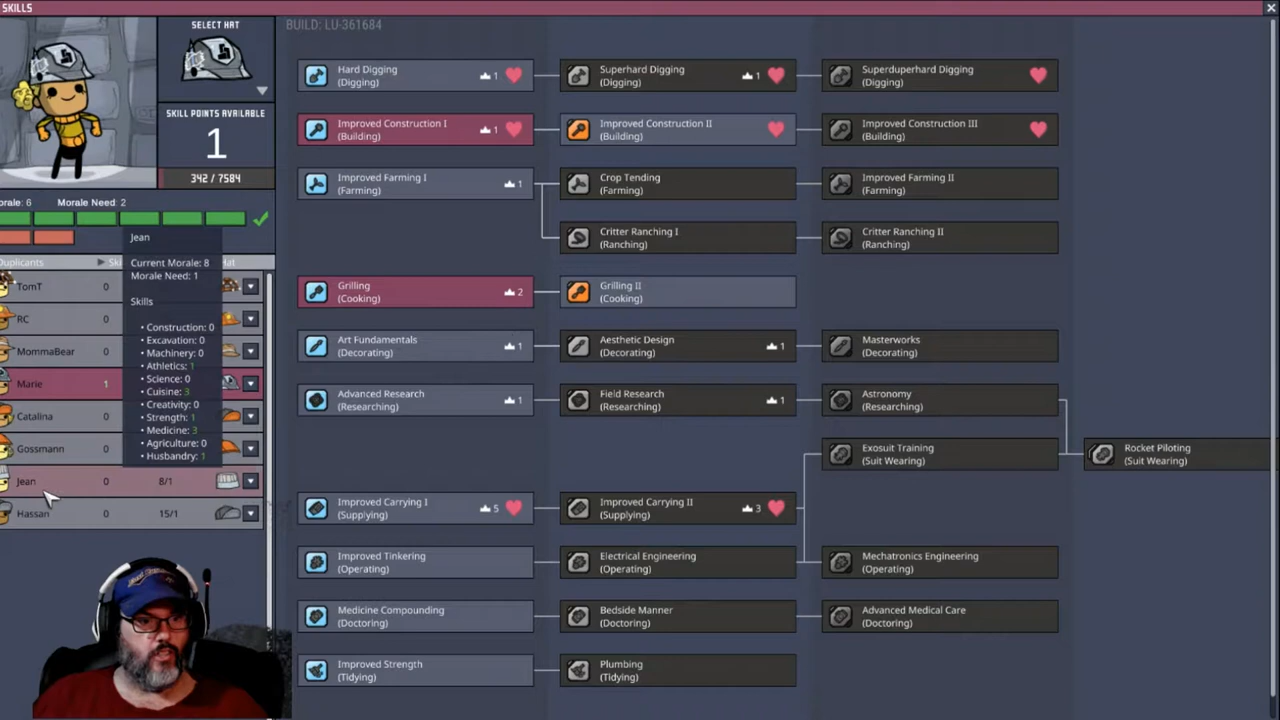 SKILLS
SELECT HAT
BUILD: LU-361684
SKILL POINTS AVAILABLE
1
342 / 7584
orale: 6 Morale Need: 2
Jean
Current Morale: 8
Morale Need: 1
Skills
• Construction: 0
• Excavation: 0
• Machinery: 0
• Athletics: 1
• Science: 0
• Cuisine: 3
• Creativity: 0
• Strength: 1
• Medicine: 3
• Agriculture: 0
• Husbandry: 1
uplicants Ski Hat
TomT 0
RC 0
MommaBear 0
Marie 1
Catalina 0
Gossmann 0
Jean 0 8/1
Hassan 0 15/1
Hard Digging
(Digging)
1
Superhard Digging
(Digging)
1
Superduperhard Digging
(Digging)
Improved Construction I
(Building)
1
Improved Construction II
(Building)
Improved Construction III
(Building)
Improved Farming I
(Farming)
1
Crop Tending
(Farming)
Improved Farming II
(Farming)
Critter Ranching I
(Ranching)
Critter Ranching II
(Ranching)
Grilling
(Cooking)
2
Grilling II
(Cooking)
Art Fundamentals
(Decorating)
1
Aesthetic Design
(Decorating)
1
Masterworks
(Decorating)
Advanced Research
(Researching)
1
Field Research
(Researching)
1
Astronomy
(Researching)
Exosuit Training
(Suit Wearing)
Rocket Piloting
(Suit Wearing)
Improved Carrying I
(Supplying)
5
Improved Carrying II
(Supplying)
3
Improved Tinkering
(Operating)
Electrical Engineering
(Operating)
Mechatronics Engineering
(Operating)
Medicine Compounding
(Doctoring)
Bedside Manner
(Doctoring)
Advanced Medical Care
(Doctoring)
Improved Strength
(Tidying)
Plumbing
(Tidying)